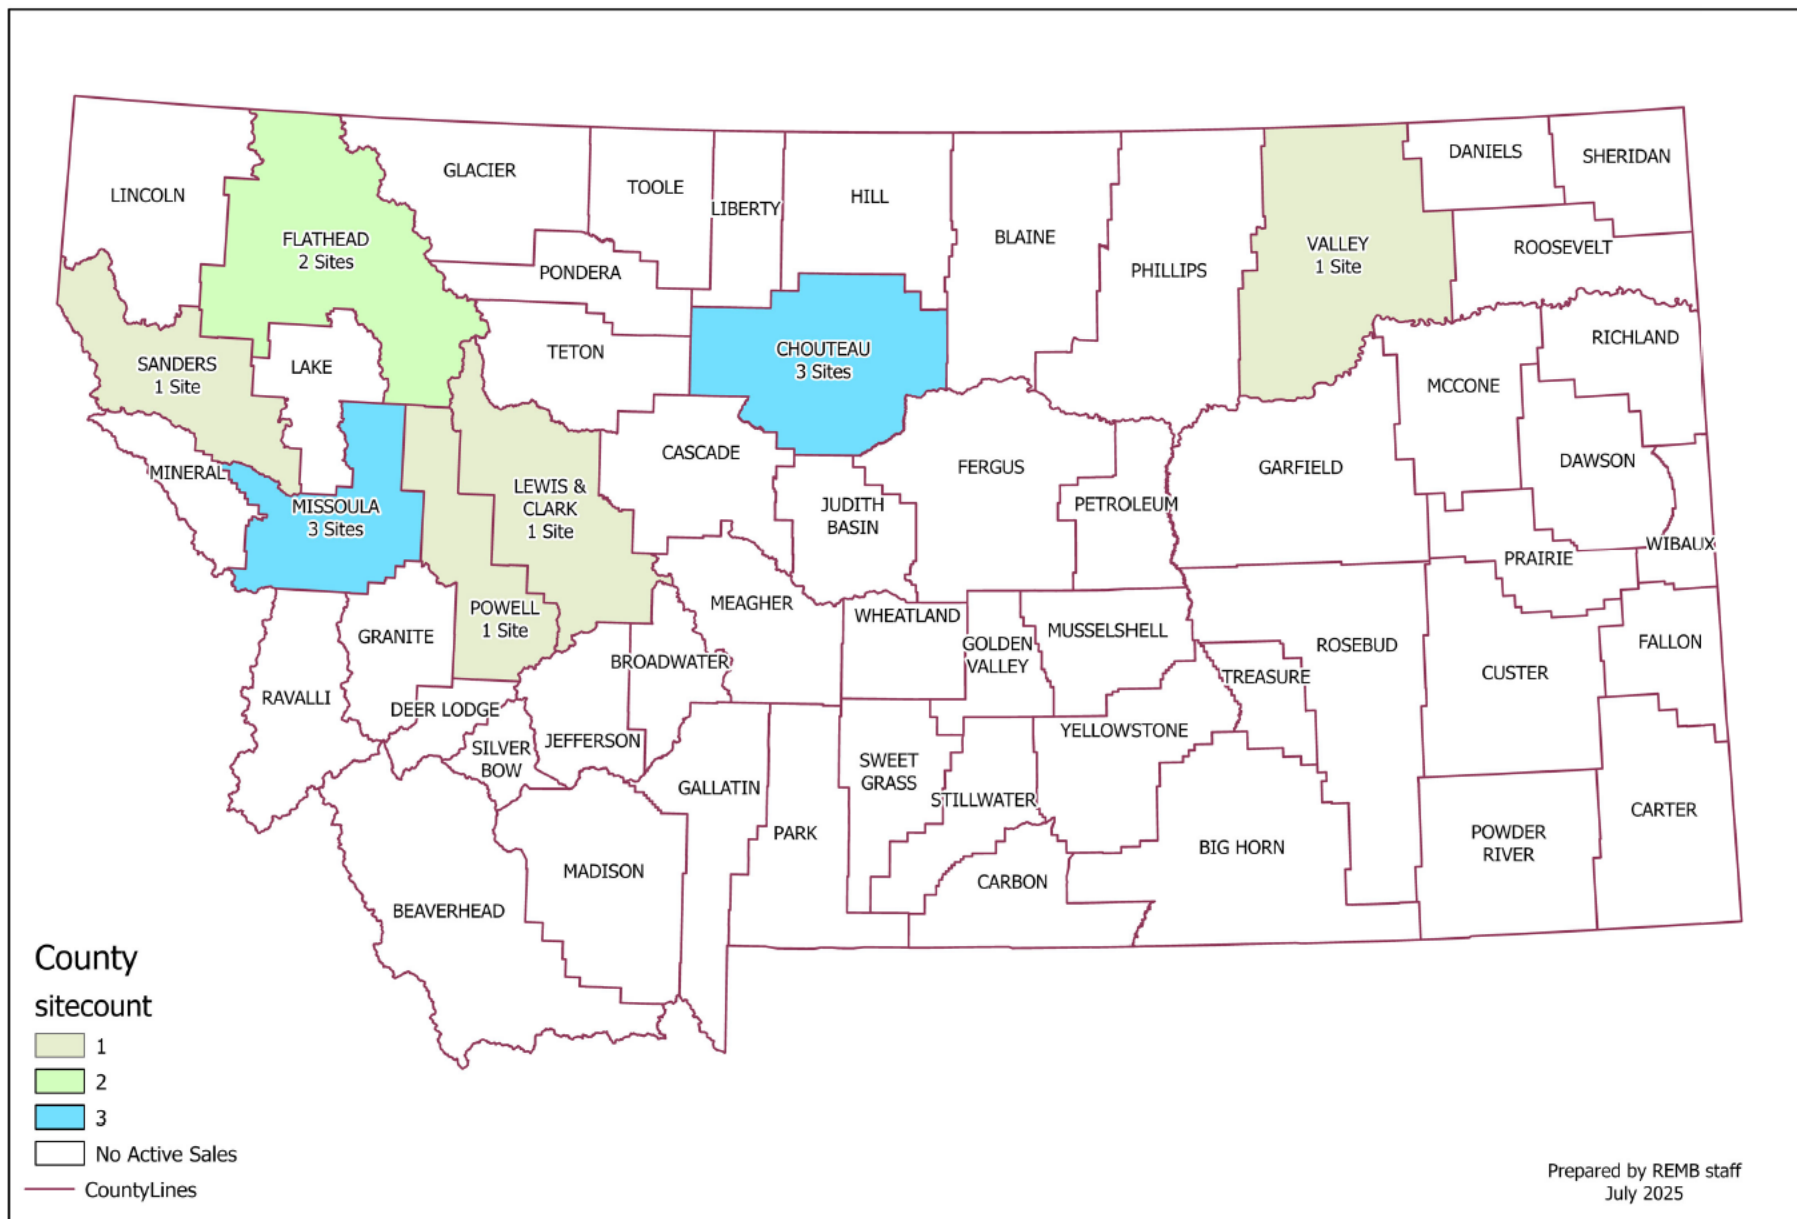 LINCOLN
FLATHEAD
2 Sites
GLACIER
TOOLE
LIBERTY
HILL
BLAINE
PHILLIPS
VALLEY
1 Site
DANIELS
SHERIDAN
ROOSEVELT
PONDERA
SANDERS
1 Site
LAKE
TETON
CHOUTEAU
3 Sites
MCCONE
RICHLAND
MINERAL
MISSOULA
3 Sites
LEWIS &
CLARK
1 Site
CASCADE
JUDITH
BASIN
FERGUS
PETROLEUM
GARFIELD
DAWSON
PRAIRIE
WIBAUX
POWELL
1 Site
GRANITE
MEAGHER
WHEATLAND
GOLDEN
VALLEY
MUSSELSHELL
TREASURE
ROSEBUD
CUSTER
FALLON
RAVALLI
DEER LODGE
BROADWATER
SILVER
BOW
JEFFERSON
GALLATIN
PARK
SWEET
GRASS
STILLWATER
YELLOWSTONE
BIG HORN
POWDER
RIVER
CARTER
BEAVERHEAD
MADISON
CARBON
County
sitecount
1
2
3
No Active Sales
CountyLines
Prepared by REMB staff
July 2025